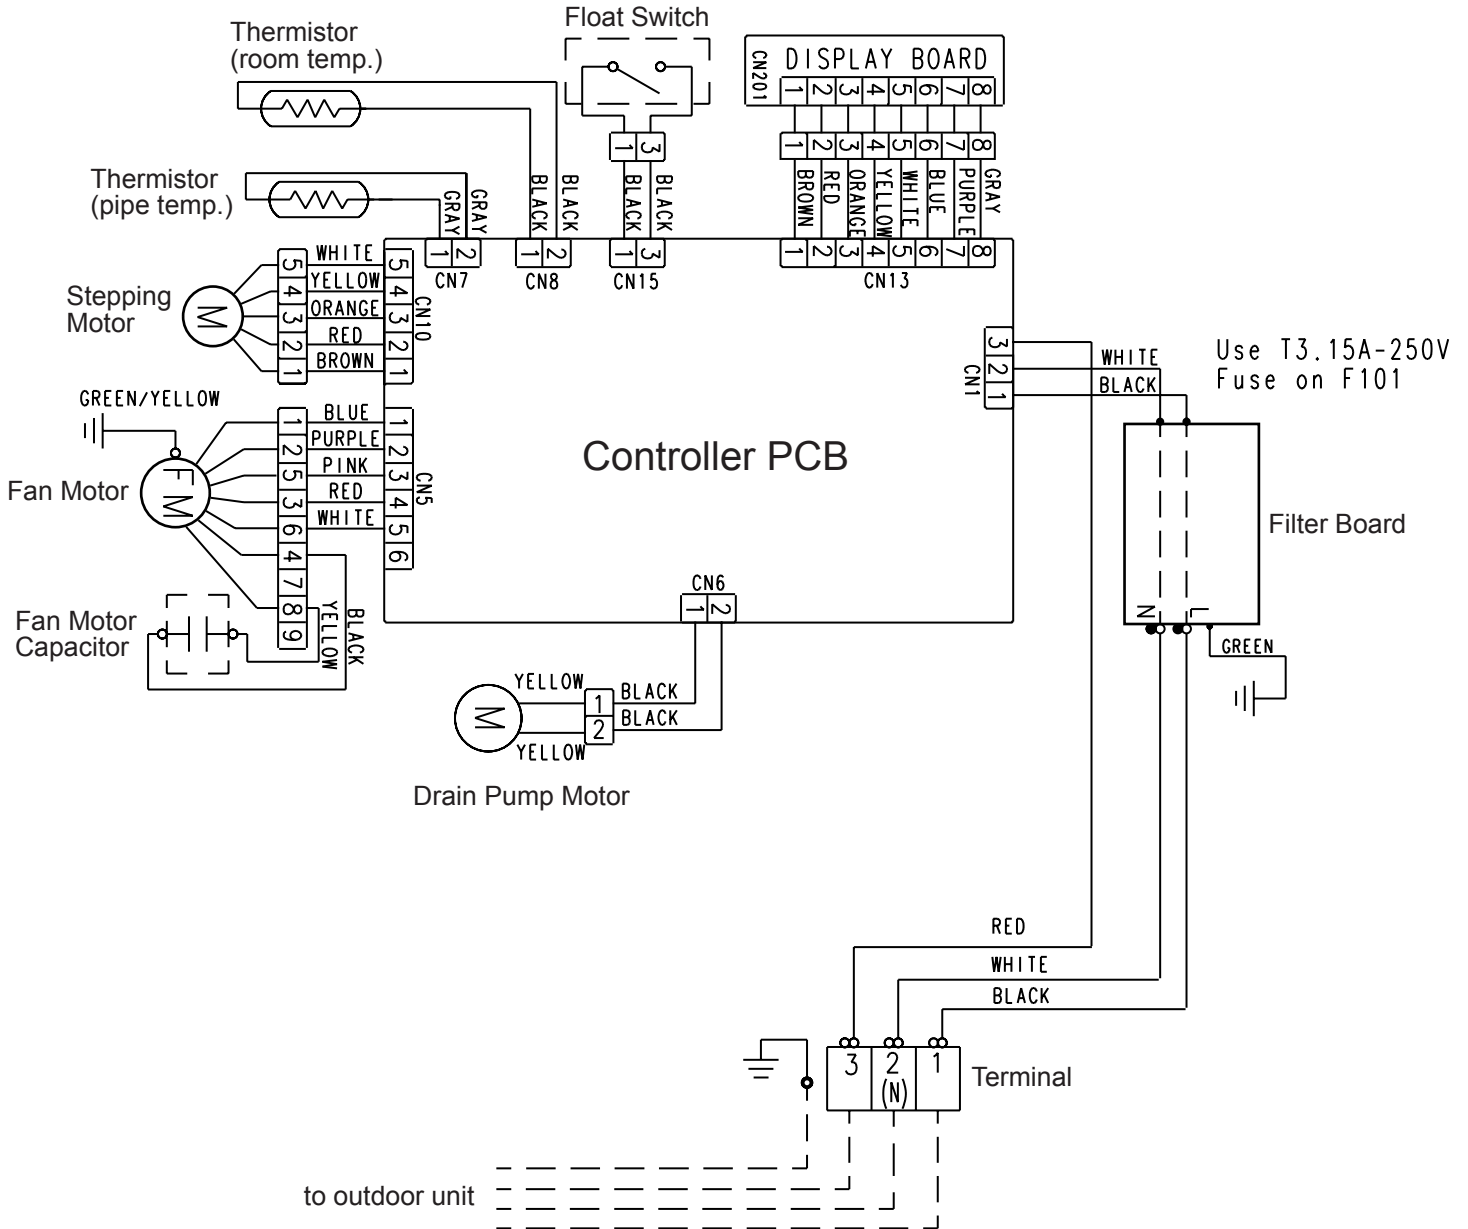 Float Switch
Thermistor
(room temp.)
CN201
DISPLAY BOARD
1 2 3 4 5 6 7 8
1 3
1 2 3 4 5 6 7 8
Thermistor
(pipe temp.)
GRAY
GRAY
BLACK
BLACK
BLACK
BLACK
BROWN
RED
ORANGE
YELLOW
WHITE
BLUE
PURPLE
GRAY
1 2
CN7
1 2
CN8
1 3
CN15
1 2 3 4 5 6 7 8
CN13
Stepping
Motor
M
5 WHITE 5
4 YELLOW 4
3 ORANGE 3
2 RED 2
1 BROWN 1
CN10
3
2
1
CN1
WHITE
BLACK
Use T3.15A-250V
Fuse on F101
GREEN/YELLOW
Fan Motor
FM
1 BLUE 1
2 PURPLE 2
5 PINK 3
3 RED 4
6 WHITE 5
4 6
7
8
9
CN5
Controller PCB
Filter Board
N L
GREEN
Fan Motor
Capacitor
YELLOW
BLACK
CN6
1 2
YELLOW
M
1 BLACK
2 BLACK
YELLOW
Drain Pump Motor
RED
WHITE
BLACK
3 2 1
(N)
Terminal
to outdoor unit